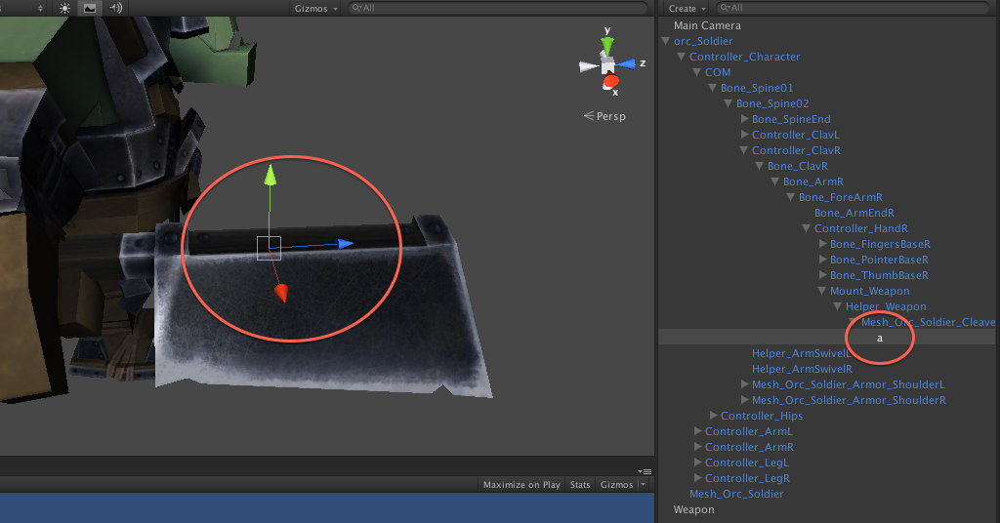 Gizmos All
y
z
x
Persp
Maximize on Play Stats Gizmos
Create All
Main Camera
orc_Soldier
Controller_Character
COM
Bone_Spine01
Bone_Spine02
Bone_SpineEnd
Controller_ClavL
Controller_ClavR
Bone_ClavR
Bone_ArmR
Bone_ForeArmR
Bone_ArmEndR
Controller_HandR
Bone_FingersBaseR
Bone_PointerBaseR
Bone_ThumbBaseR
Mount_Weapon
Helper_Weapon
Mesh_Orc_Soldier_Cleave
a
Helper_ArmSwivelL
Helper_ArmSwivelR
Mesh_Orc_Soldier_Armor_ShoulderL
Mesh_Orc_Soldier_Armor_ShoulderR
Controller_Hips
Controller_ArmL
Controller_ArmR
Controller_LegL
Controller_LegR
Mesh_Orc_Soldier
Weapon